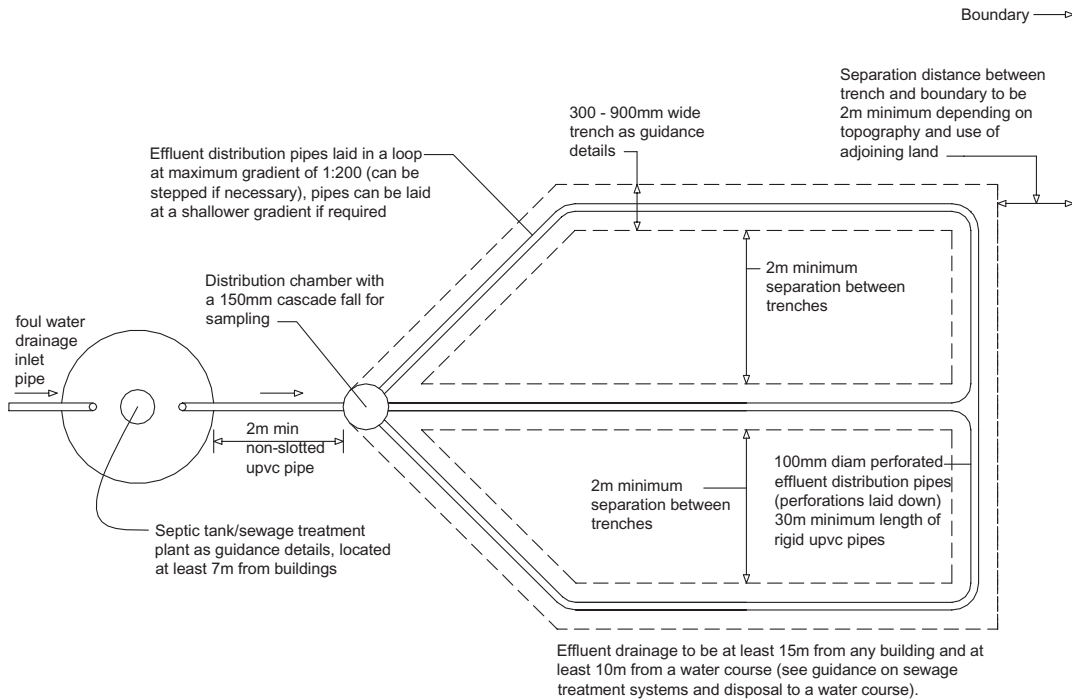 Boundary
Separation distance between
trench and boundary to be
2m minimum depending on
topography and use of
adjoining land
300 - 900mm wide
trench as guidance
details
Effluent distribution pipes laid in a loop
at maximum gradient of 1:200 (can be
stepped if necessary), pipes can be laid
at a shallower gradient if required
Distribution chamber with
a 150mm cascade fall for
sampling
2m minimum
separation between
trenches
foul water
drainage
inlet
pipe
2m min
non-slotted
upvc pipe
2m minimum
separation between
trenches
100mm diam perforated
effluent distribution pipes
(perforations laid down)
30m minimum length of
rigid upvc pipes
Septic tank/sewage treatment
plant as guidance details, located
at least 7m from buildings
Effluent drainage to be at least 15m from any building and at
least 10m from a water course (see guidance on sewage
treatment systems and disposal to a water course).